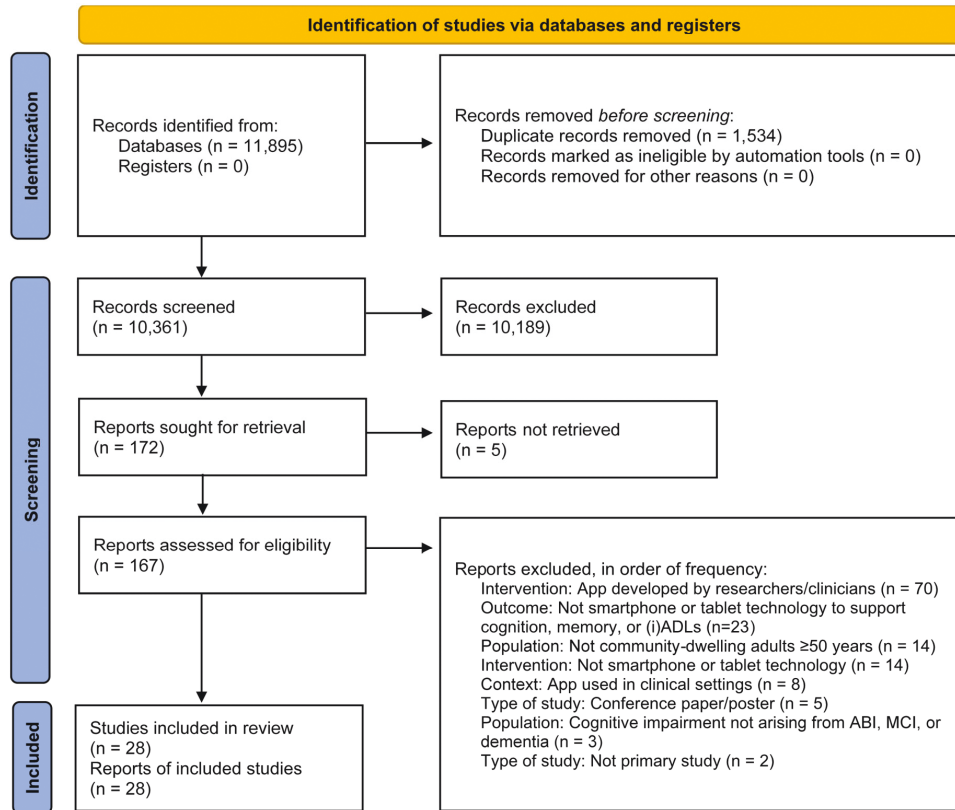 Identification of studies via databases and registers
Identification
Records identified from:
Databases (n = 11,895)
Registers (n = 0)
Records removed before screening:
Duplicate records removed (n = 1,534)
Records marked as ineligible by automation tools (n = 0)
Records removed for other reasons (n = 0)
Screening
Records screened
(n = 10,361)
Records excluded
(n = 10,189)
Reports sought for retrieval
(n = 172)
Reports not retrieved
(n = 5)
Reports assessed for eligibility
(n = 167)
Reports excluded, in order of frequency:
Intervention: App developed by researchers/clinicians (n = 70)
Outcome: Not smartphone or tablet technology to support
cognition, memory, or (i)ADLs (n=23)
Population: Not community-dwelling adults ≥50 years (n = 14)
Intervention: Not smartphone or tablet technology (n = 14)
Context: App used in clinical settings (n = 8)
Type of study: Conference paper/poster (n = 5)
Population: Cognitive impairment not arising from ABI, MCI, or
dementia (n = 3)
Type of study: Not primary study (n = 2)
Included
Studies included in review
(n = 28)
Reports of included studies
(n = 28)